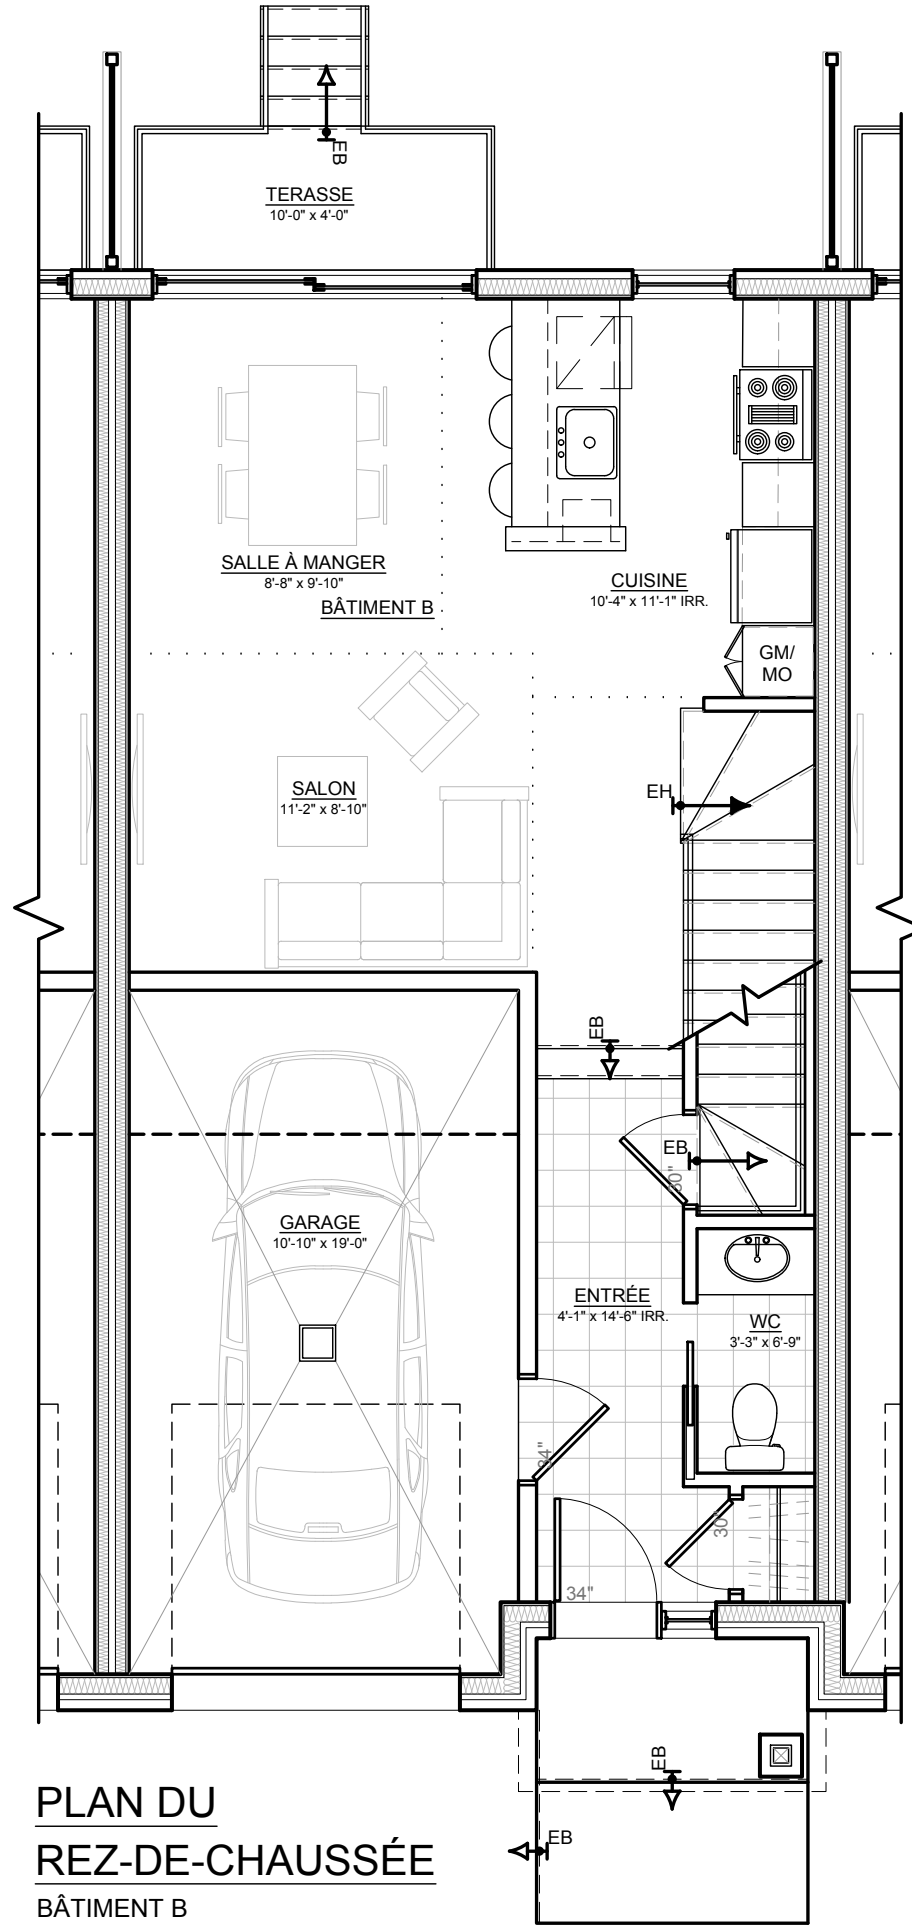 EB
TERASSE
10'-0" x 4'-0"
SALLE À MANGER
8'-8" x 9'-10"
BÂTIMENT B
CUISINE
10'-4" x 11'-1" IRR.
GM/
MO
SALON
11'-2" x 8'-10"
EH
EB
EB
30"
GARAGE
10'-10" x 19'-0"
ENTRÉE
4'-1" x 14'-6" IRR.
WC
3'-3" x 6'-9"
34"
30"
34"
EB
EB
PLAN DU
REZ-DE-CHAUSSÉE
BÂTIMENT B